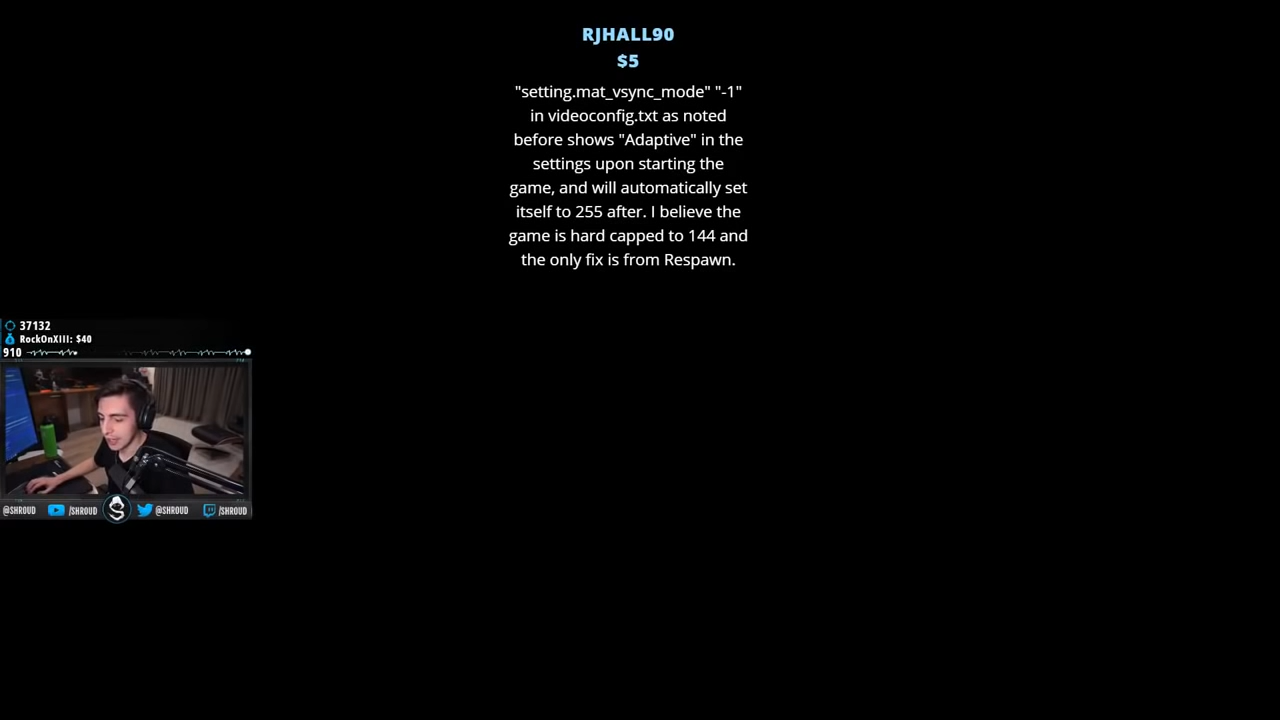 RJHALL90
$5
"setting.mat_vsync_mode" "-1"
in videoconfig.txt as noted
before shows "Adaptive" in the
settings upon starting the
game, and will automatically set
itself to 255 after. I believe the
game is hard capped to 144 and
the only fix is from Respawn.
37132
RockOnXIII: $40
910
@SHROUD /SHROUD @SHROUD /SHROUD